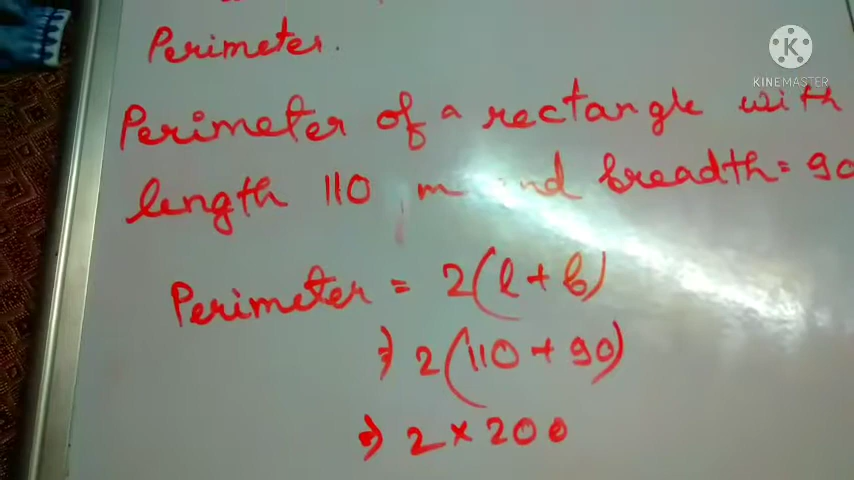 Perimeter.
K
KINEMASTER
Perimeter of a rectangle with
length 110 m and breadth = 90
Perimeter = 2(l + b)
⇒ 2(110 + 90)
⇒ 2 × 200